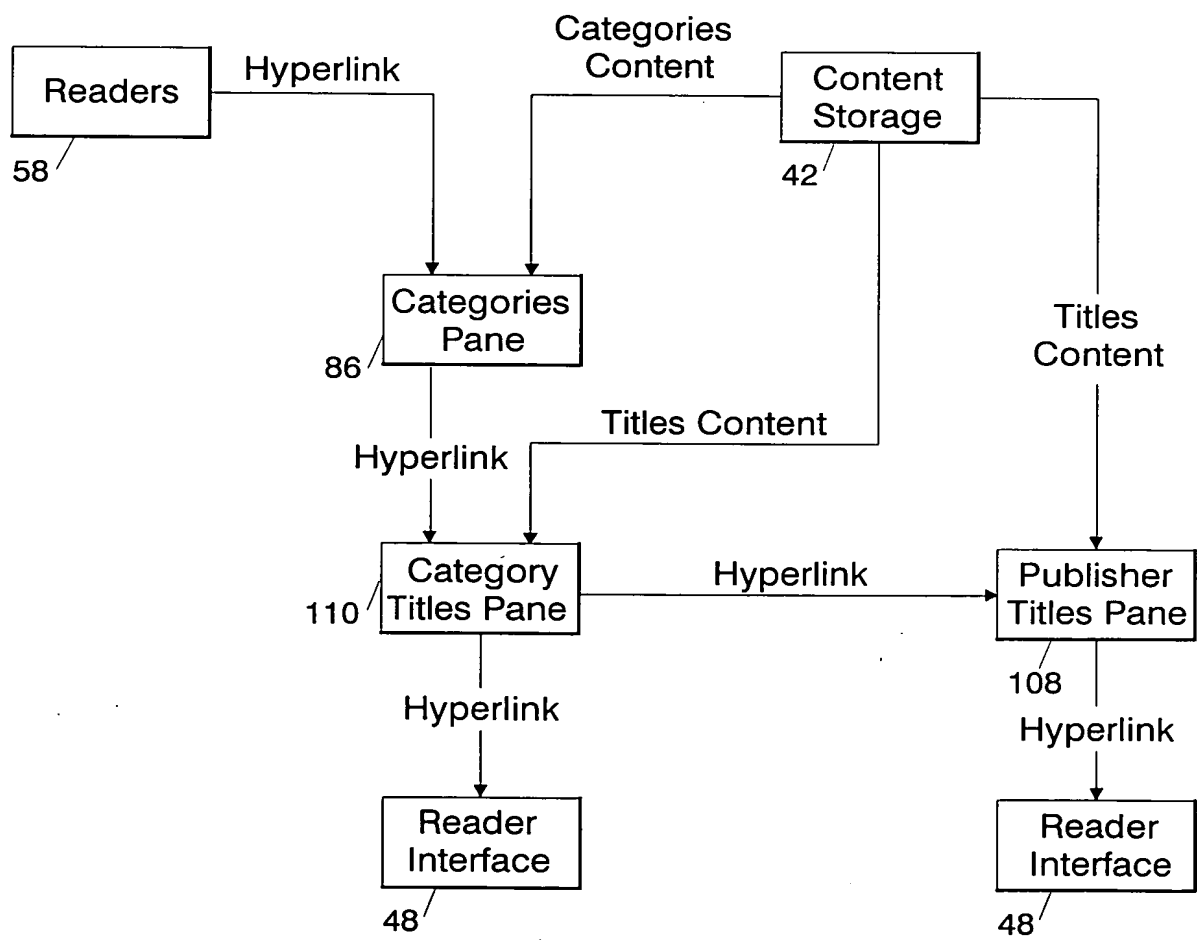 Categories
Content
Readers
Hyperlink
Content
Storage
58
42
Categories
Pane
86
Titles
Content
Titles Content
Hyperlink
Category
Titles Pane
110
Hyperlink
Publisher
Titles Pane
108
Hyperlink
Hyperlink
Reader
Interface
48
Reader
Interface
48